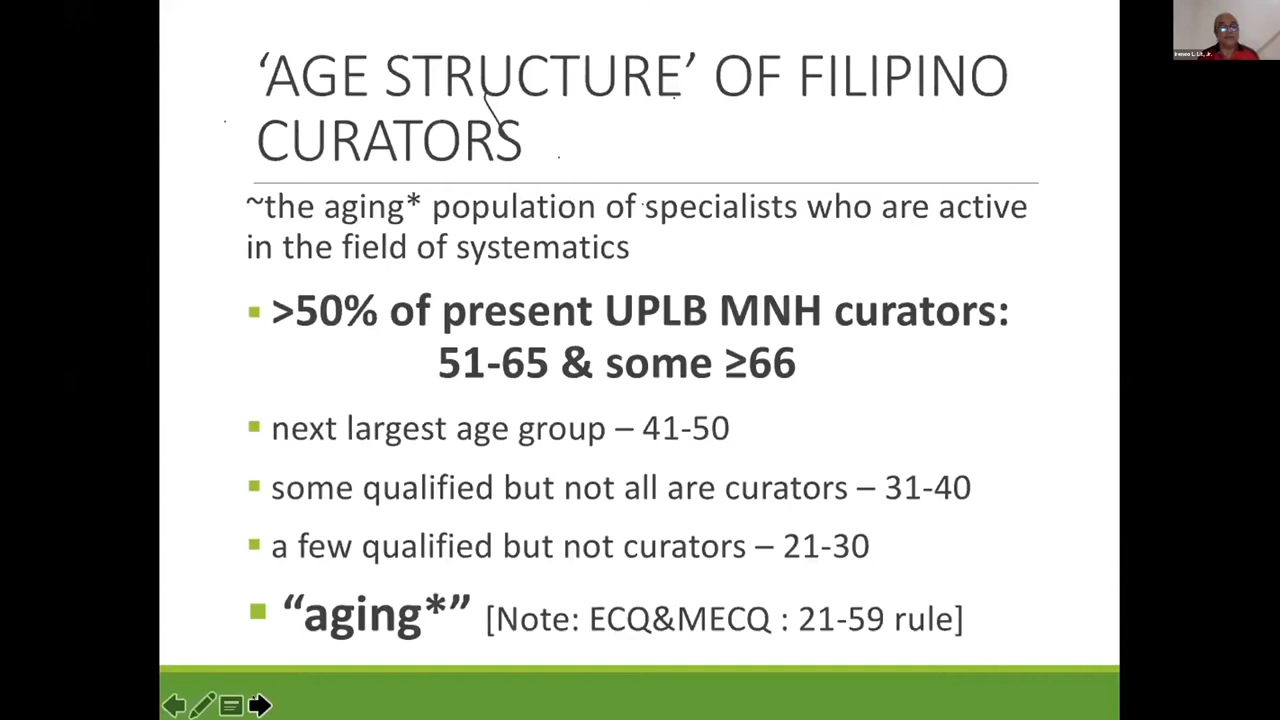 ‘AGE STRUCTURE’ OF FILIPINO
CURATORS
~the aging* population of specialists who are active
in the field of systematics
>50% of present UPLB MNH curators:
51-65 & some ≥66
next largest age group – 41-50
some qualified but not all are curators – 31-40
a few qualified but not curators – 21-30
“aging*” [Note: ECQ&MECQ : 21-59 rule]
Ireneo L. Lit, Jr.